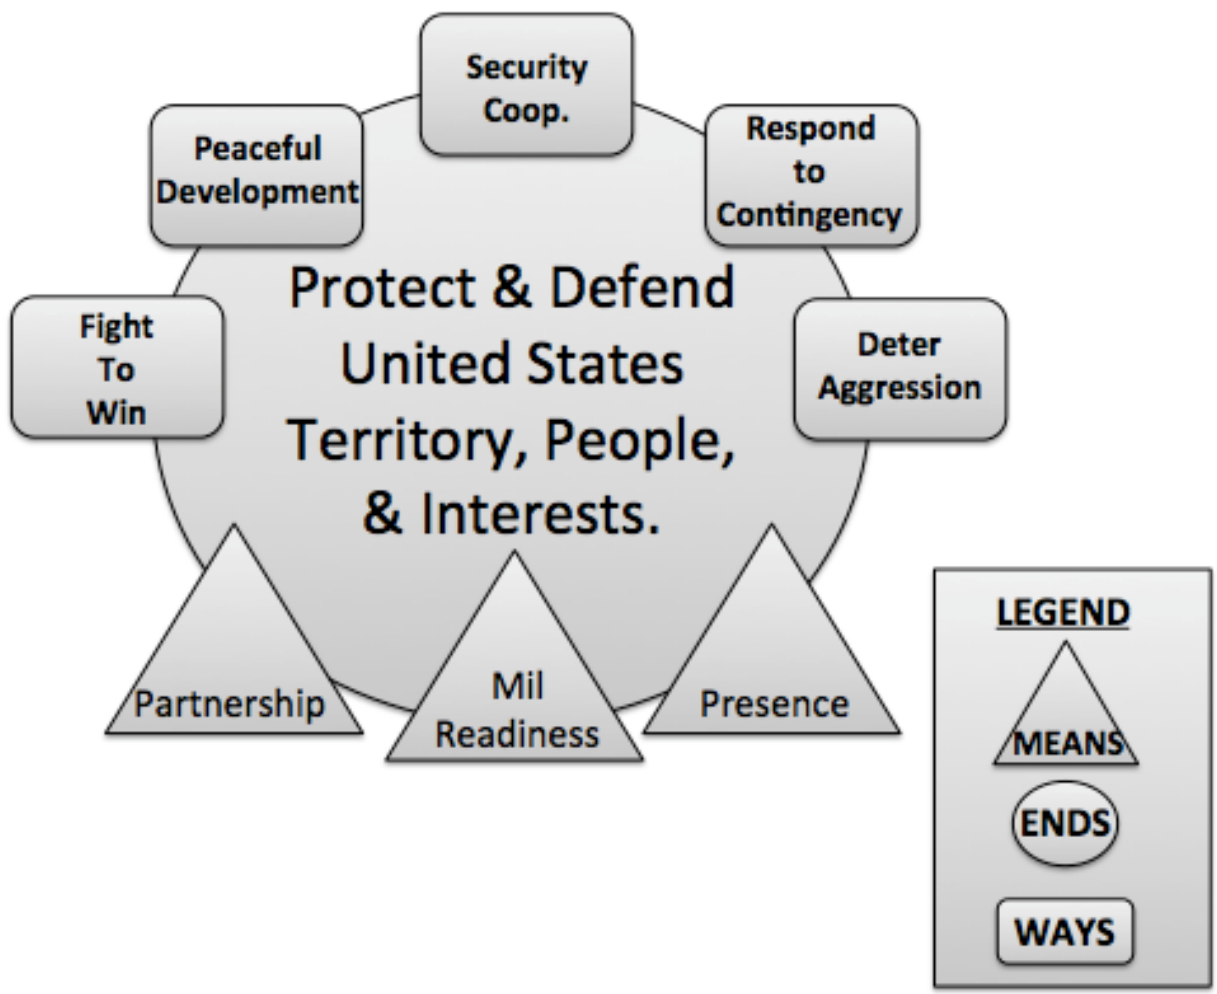 Security
Coop.
Peaceful
Development
Respond
to
Contingency
Fight
To
Win
Deter
Aggression
Protect & Defend
United States
Territory, People,
& Interests.
Partnership
Mil
Readiness
Presence
LEGEND
MEANS
ENDS
WAYS